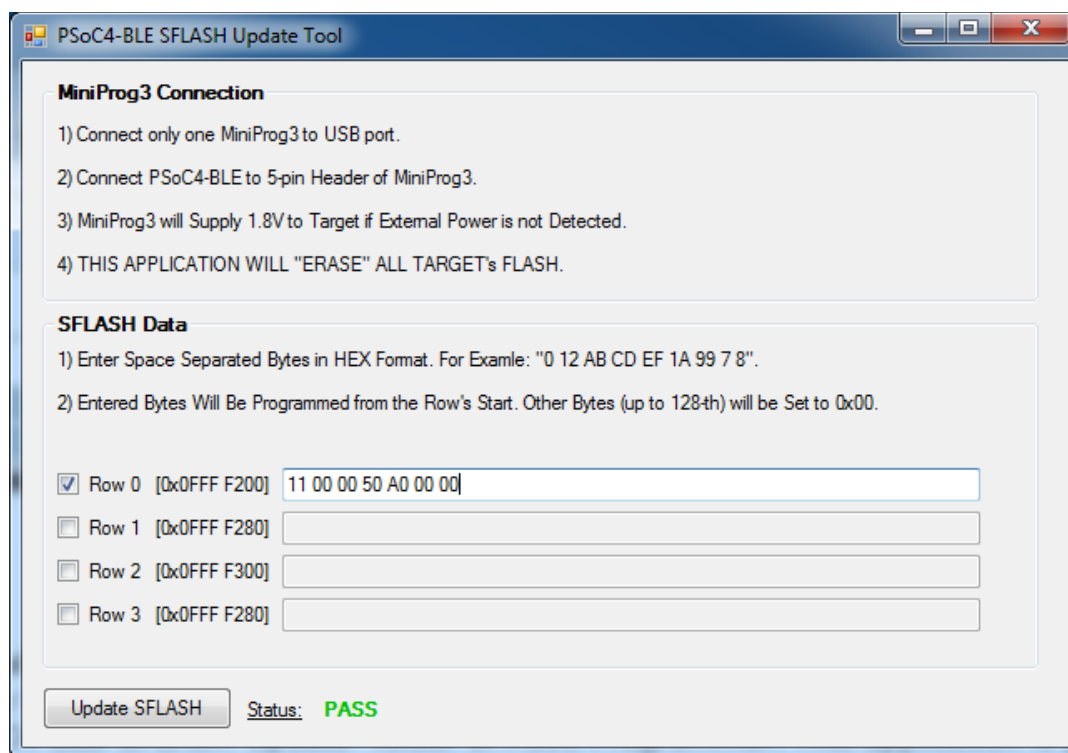 PSoC4-BLE SFLASH Update Tool
MiniProg3 Connection
1) Connect only one MiniProg3 to USB port.
2) Connect PSoC4-BLE to 5-pin Header of MiniProg3.
3) MiniProg3 will Supply 1.8V to Target if External Power is not Detected.
4) THIS APPLICATION WILL "ERASE" ALL TARGET's FLASH.
SFLASH Data
1) Enter Space Separated Bytes in HEX Format. For Examle: "0 12 AB CD EF 1A 99 7 8".
2) Entered Bytes Will Be Programmed from the Row's Start. Other Bytes (up to 128-th) will be Set to 0x00.
Row 0 [0x0FFF F200] 11 00 00 50 A0 00 00
Row 1 [0x0FFF F280]
Row 2 [0x0FFF F300]
Row 3 [0x0FFF F280]
Update SFLASH Status: PASS